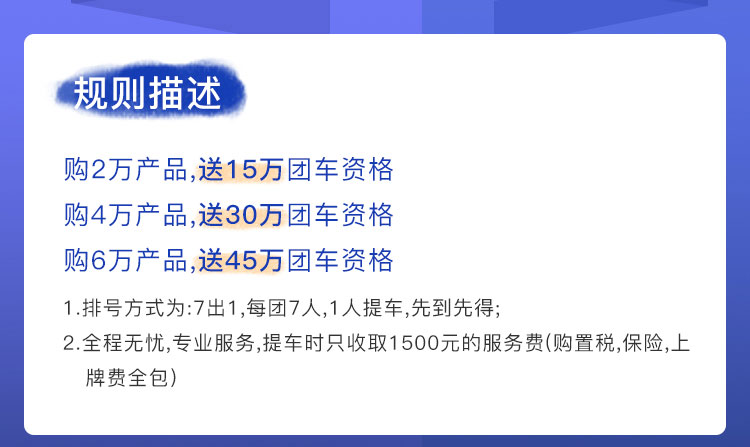 规则描述
购2万产品,送15万团车资格
购4万产品,送30万团车资格
购6万产品,送45万团车资格
1.排号方式为:7出1,每团7人,1人提车,先到先得;
2.全程无忧,专业服务,提车时只收取1500元的服务费(购置税,保险,上
牌费全包)